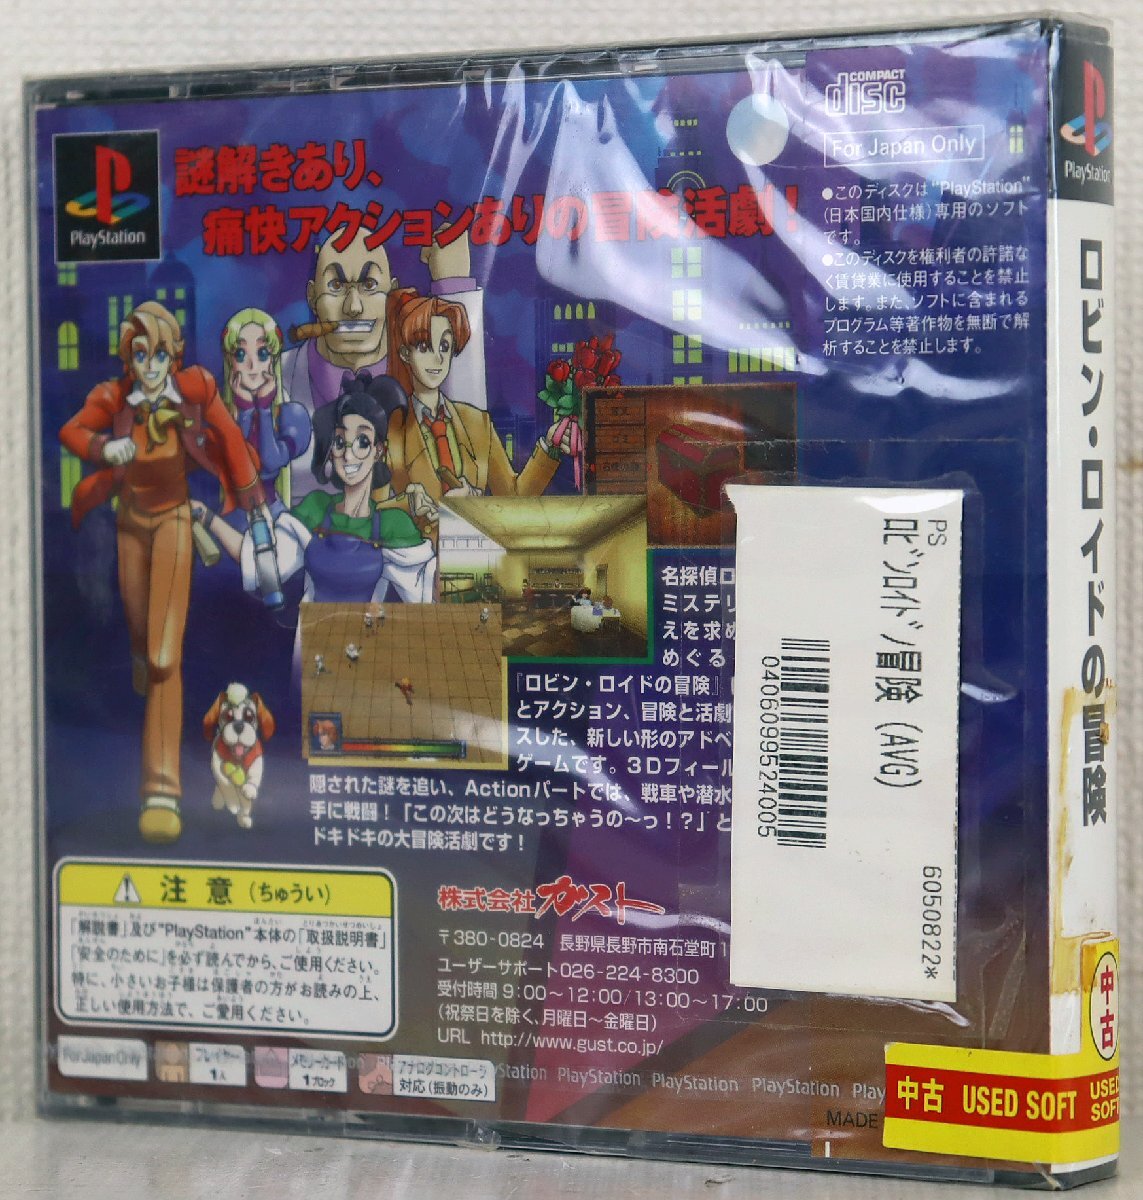 PlayStation
謎解きあり、
痛快アクションありの冒険活劇！
COMPACT
disc
For Japan Only
●このディスクは"PlayStation"
(日本国内仕様)専用のソフト
です。
●このディスクを権利者の許諾な
く賃貸業に使用することを禁止
します。また、ソフトに含まれる
プログラム等著作物を無断で解
析することを禁止します。
名探偵ロ
ミステリ
えを求め
めぐる
『ロビン・ロイドの冒険』
とアクション、冒険と活劇
スした、新しい形のアドベ
ゲームです。3Dフィール
隠された謎を追い、Actionパートでは、戦車や潜水
手に戦闘！「この次はどうなっちゃうの〜っ！？」と
ドキドキの大冒険活劇です！
注意(ちゅうい)
「解説書」及び"PlayStation"本体の「取扱説明書」
「安全のために」を必ず読んでから、ご使用ください。
特に、小さいお子様は保護者の方がお読みの上、
正しい使用方法で、ご愛用ください。
株式会社ガスト
〒380-0824 長野県長野市南石堂町1
ユーザーサポート026-224-8300
受付時間9:00〜12:00/13:00〜17:00
(祝祭日を除く、月曜日〜金曜日)
URL http://www.gust.co.jp/
For Japan Only
プレイヤー
1人
メモリーカード
1ブロック
アナログコントローラ
対応(振動のみ)
Station PlayStation PlayStation PlayStation Play
MADE
PS
ﾛﾋﾞﾝﾛｲﾄﾞﾉ冒険 (AVG)
0406099524005
6050822*
PlayStation
ロビン・ロイドの冒険
中古
中古 USED SOFT
USED
SOFT